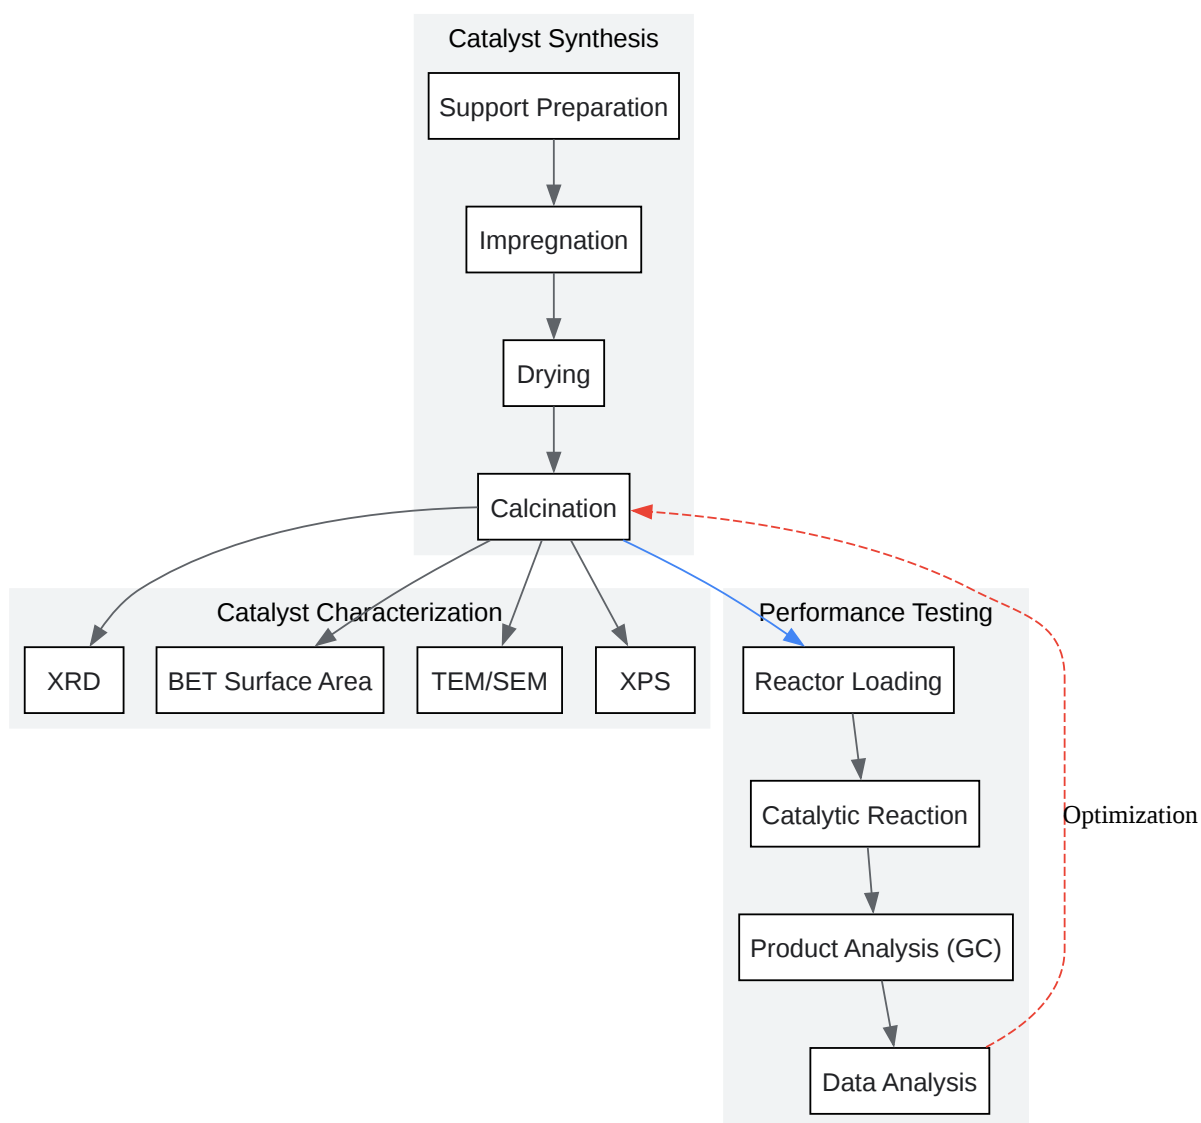 Catalyst Synthesis
Support Preparation
Impregnation
Drying
Calcination
Catalyst Characterization
XRD
BET Surface Area
TEM/SEM
XPS
Performance Testing
Reactor Loading
Catalytic Reaction
Optimization
Product Analysis (GC)
Data Analysis